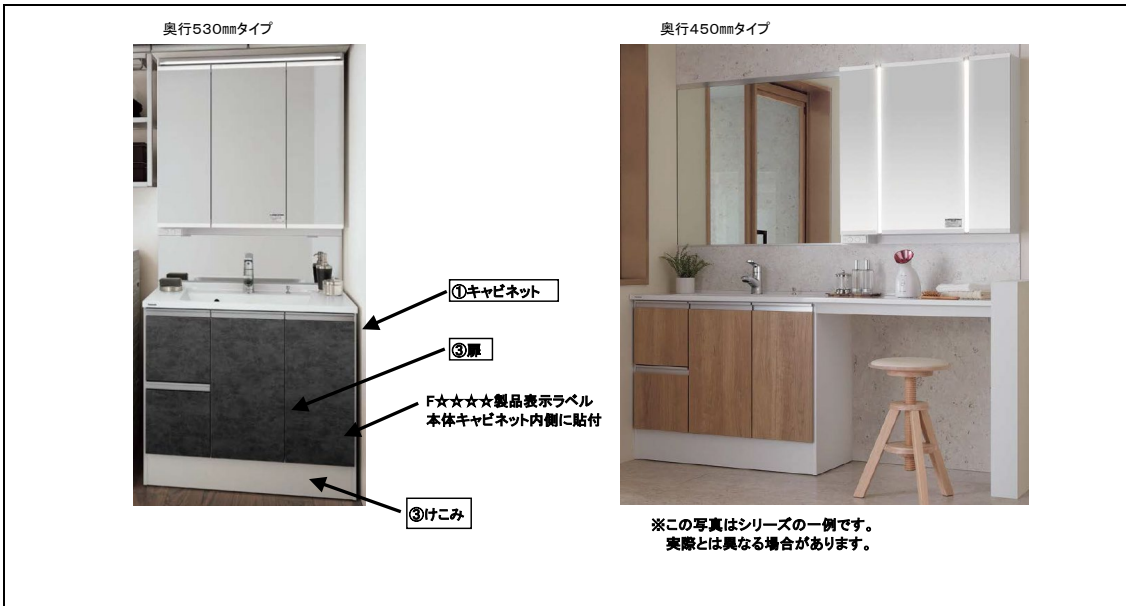 奥行530㎜タイプ
奥行450㎜タイプ
①キャビネット
③扉
F☆☆☆☆製品表示ラベル
本体キャビネット内側に貼付
③けこみ
※この写真はシリーズの一例です。
実際とは異なる場合があります。